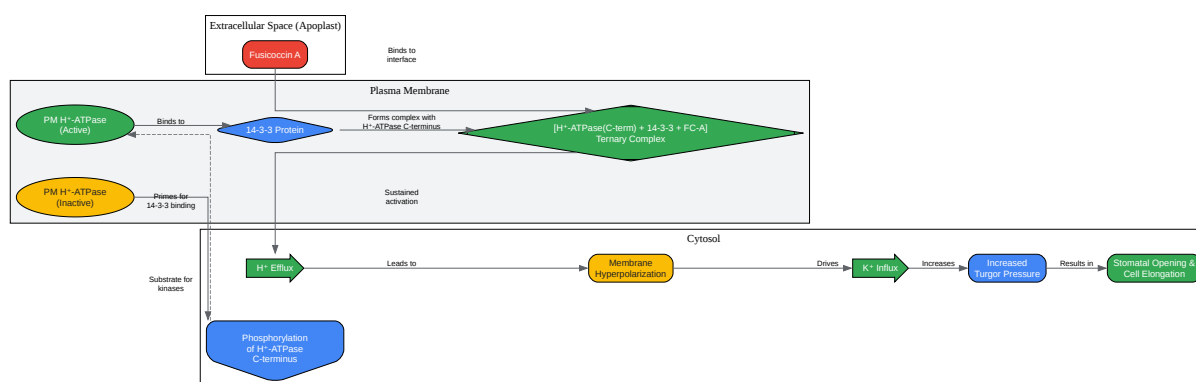 Extracellular Space (Apoplast)
Fusicoccin A
Binds to
interface
Plasma Membrane
PM H⁺-ATPase
(Active)
Binds to
14-3-3 Protein
Forms complex with
H⁺-ATPase C-terminus
[H⁺-ATPase(C-term) + 14-3-3 + FC-A]
Ternary Complex
PM H⁺-ATPase
(Inactive)
Primes for
14-3-3 binding
Sustained
activation
Cytosol
H⁺ Efflux
Leads to
Membrane
Hyperpolarization
Drives
K⁺ Influx
Increases
Increased
Turgor Pressure
Results in
Stomatal Opening &
Cell Elongation
Substrate for
kinases
Phosphorylation
of H⁺-ATPase
C-terminus